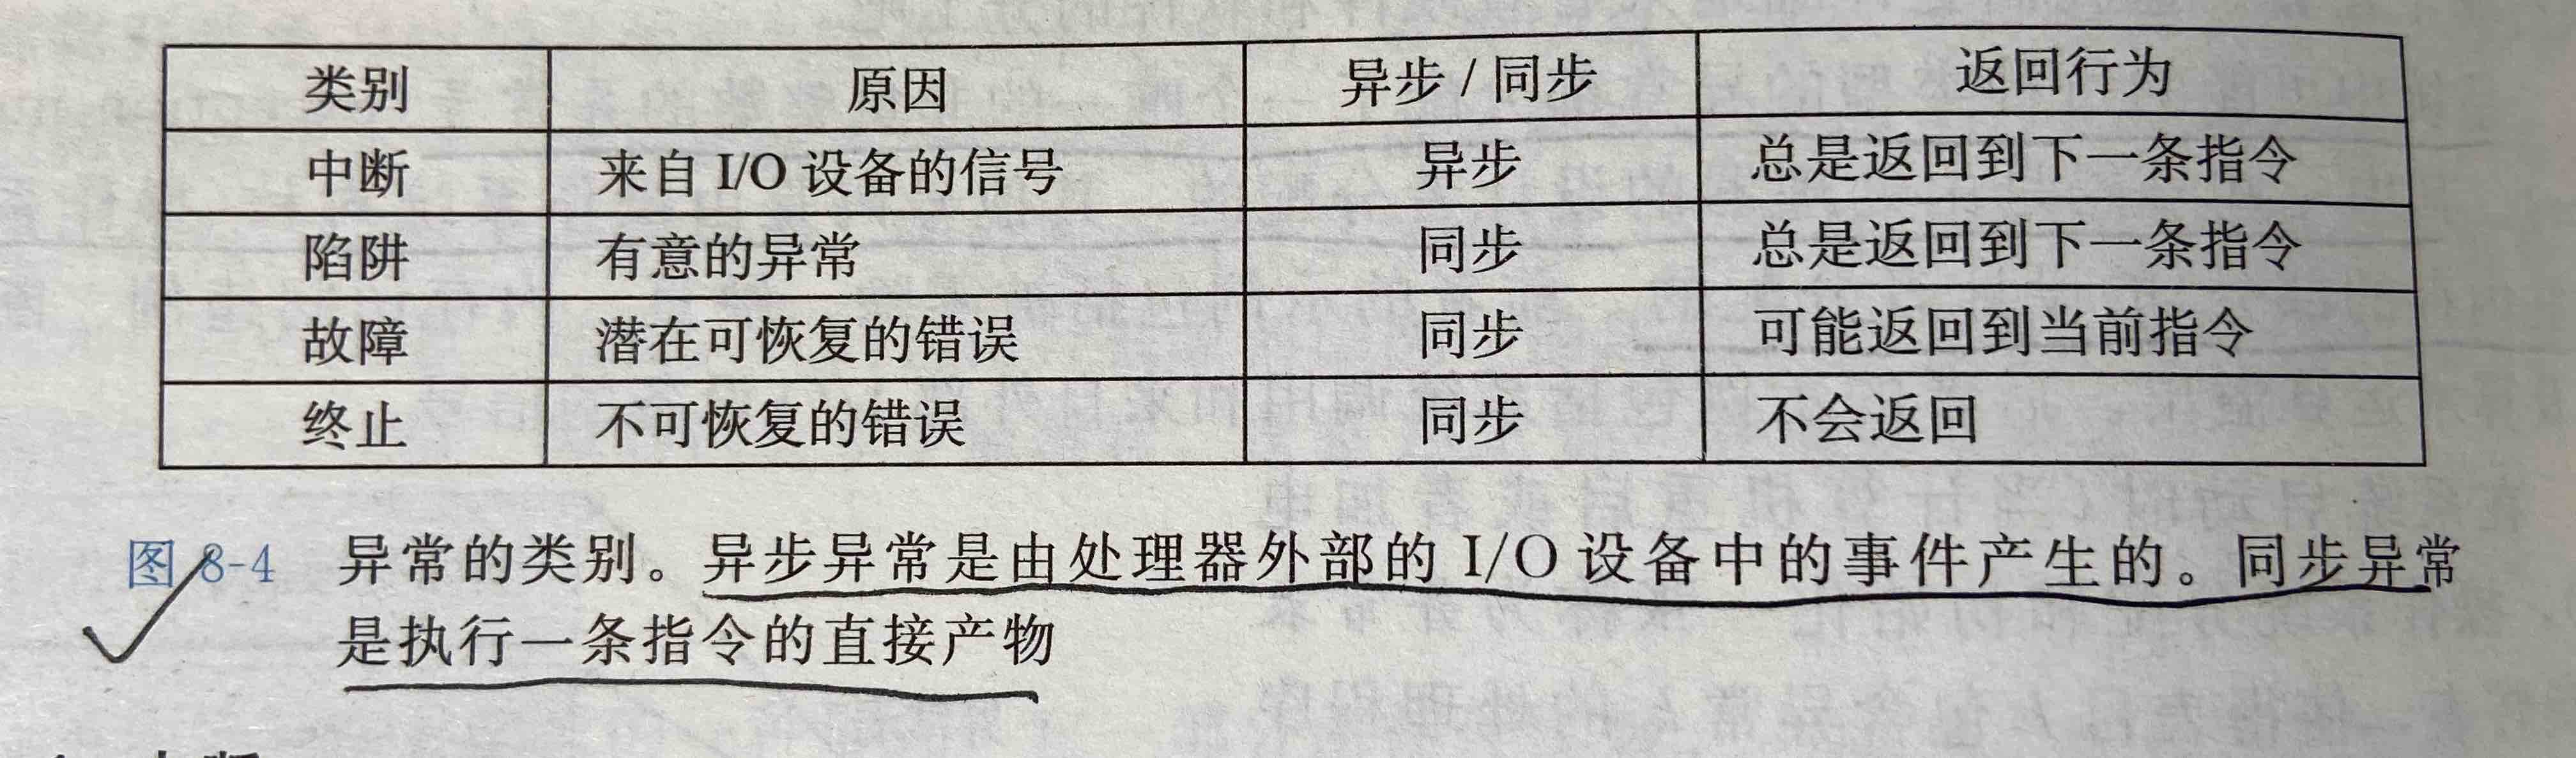 类别 原因 异步 / 同步 返回行为
中断 来自 I/O 设备的信号 异步 总是返回到下一条指令
陷阱 有意的异常 同步 总是返回到下一条指令
故障 潜在可恢复的错误 同步 可能返回到当前指令
终止 不可恢复的错误 同步 不会返回
图 8-4 异常的类别。异步异常是由处理器外部的 I/O 设备中的事件产生的。同步异常
是执行一条指令的直接产物